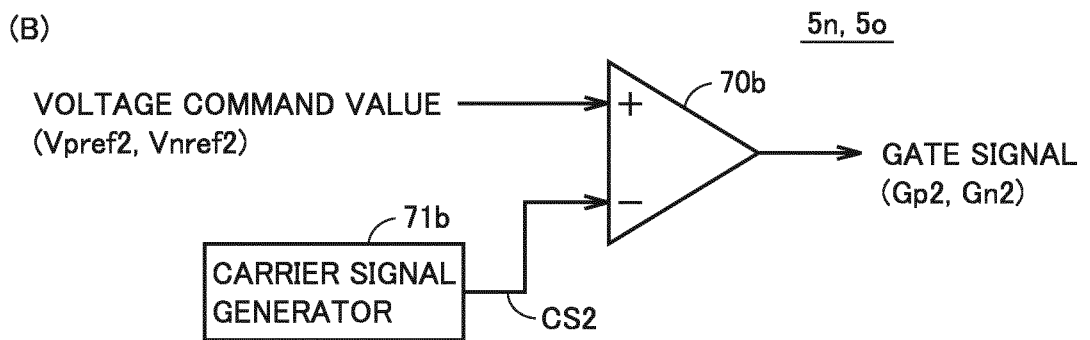 (B)
5n, 5o
70b
VOLTAGE COMMAND VALUE
(Vpref2, Vnref2)
+
GATE SIGNAL
(Gp2, Gn2)
−
71b
CARRIER SIGNAL
GENERATOR
CS2